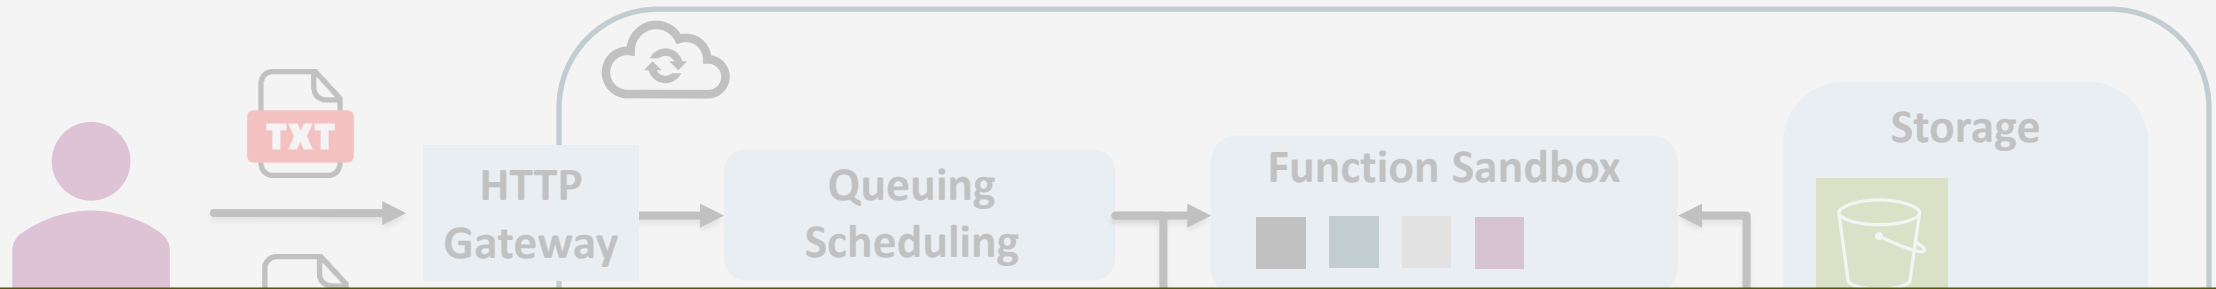 TXT
HTTP
Gateway
Queuing
Scheduling
Function Sandbox
Storage